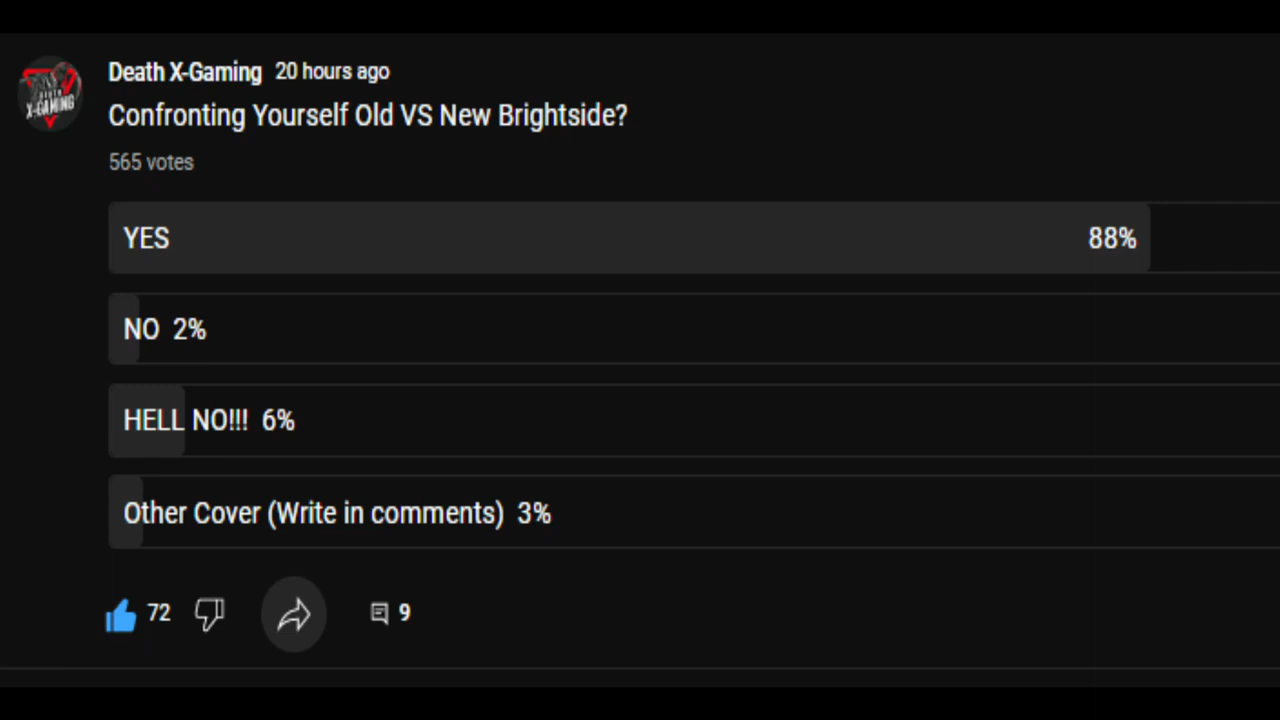 Death X-Gaming 20 hours ago
Confronting Yourself Old VS New Brightside?
565 votes
YES 88%
NO 2%
HELL NO!!! 6%
Other Cover (Write in comments) 3%
72 9
X-GAMING